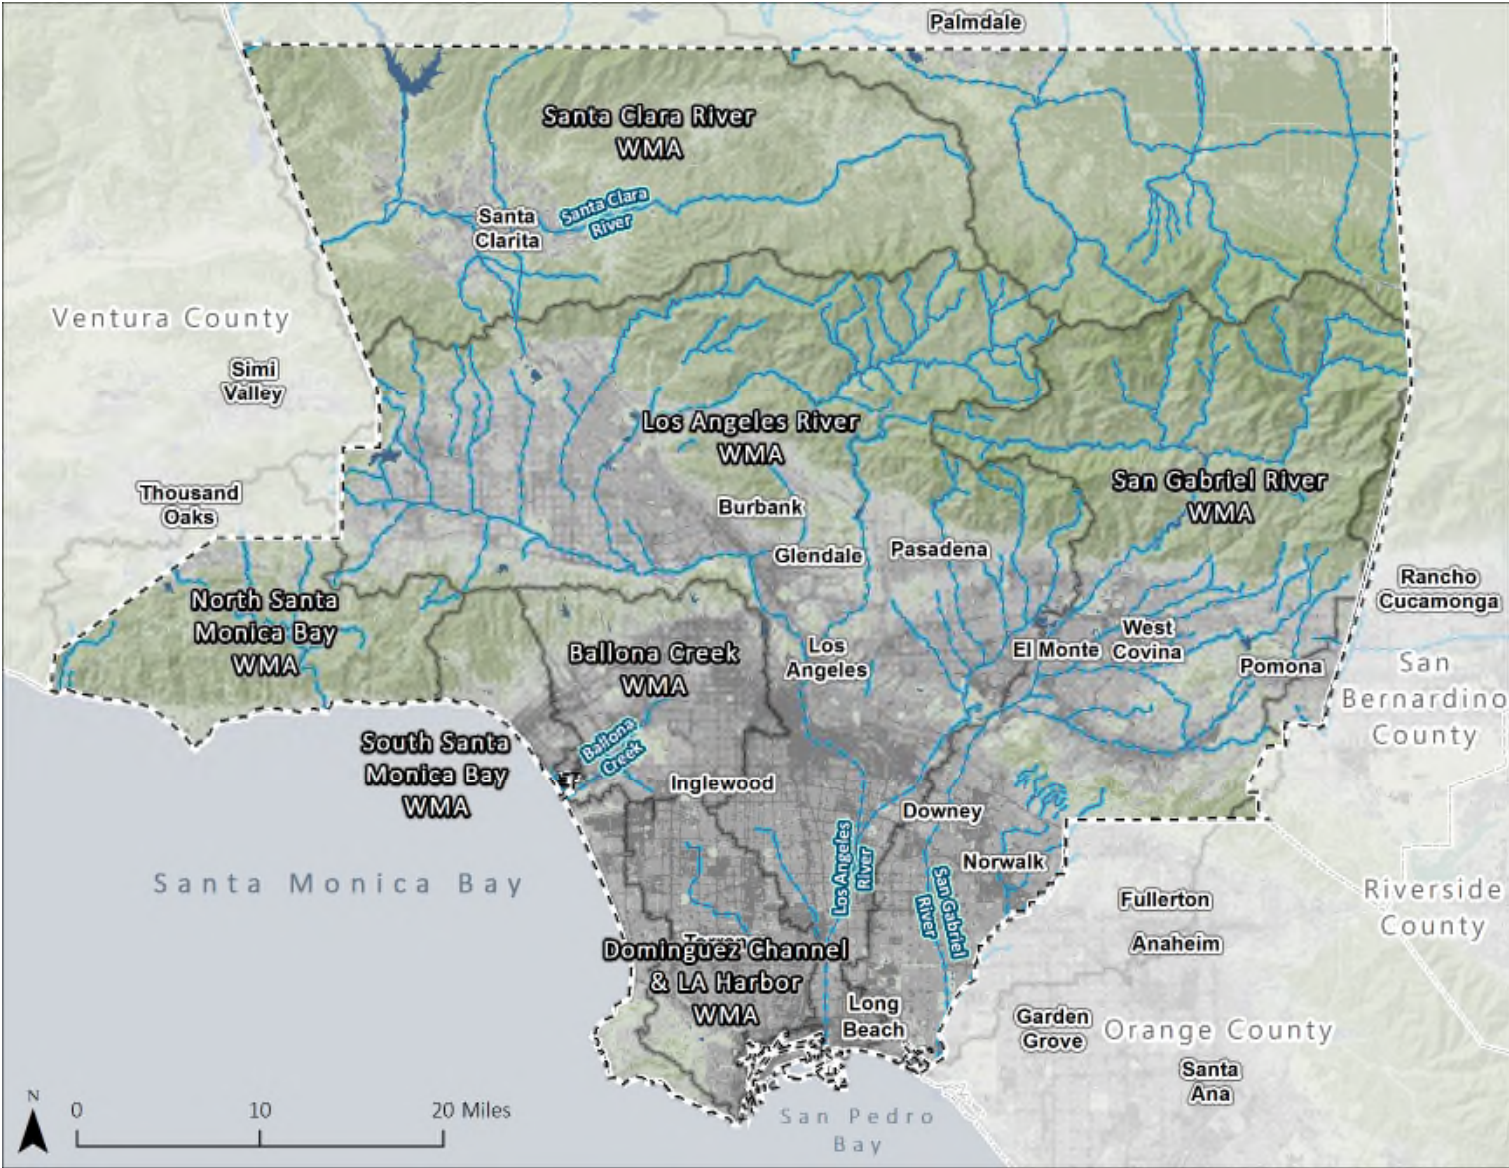 Palmdale
Santa Clara River
WMA
Santa Clara
River
Santa
Clarita
Ventura County
Simi
Valley
Los Angeles River
WMA
San Gabriel River
WMA
Thousand
Oaks
Burbank
Glendale
Pasadena
Rancho
Cucamonga
North Santa
Monica Bay
WMA
Ballona Creek
WMA
Los
Angeles
El Monte
West
Covina
Pomona
San
Bernardino
County
South Santa
Monica Bay
WMA
Ballona
Creek
Inglewood
Downey
Los Angeles
River
Norwalk
San Gabriel
River
Santa Monica Bay
Fullerton
Anaheim
Riverside
County
Dominguez Channel
& LA Harbor
WMA
Long
Beach
Garden
Grove
Orange County
Santa
Ana
San Pedro
Bay
N
0 10 20 Miles